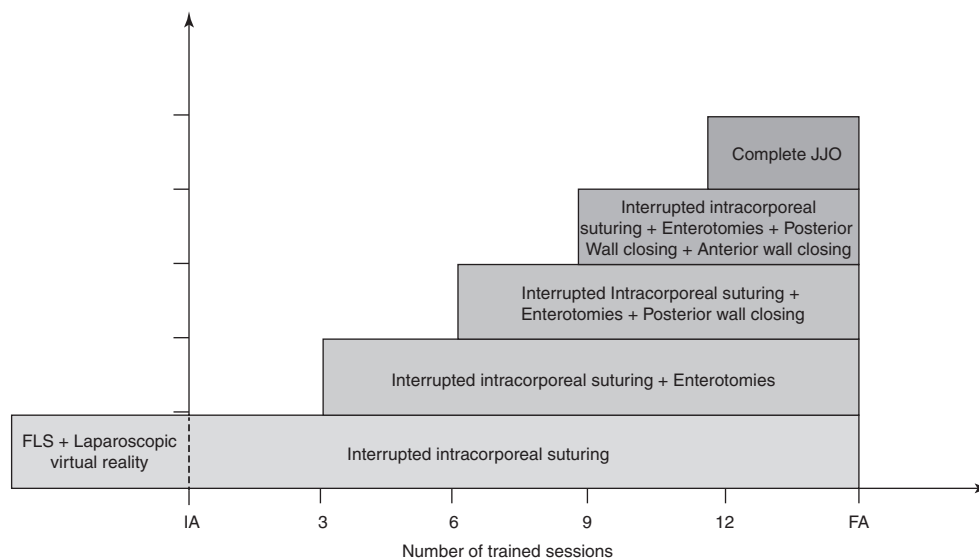 Complete JJO
Interrupted intracorporeal
suturing + Enterotomies + Posterior
Wall closing + Anterior wall closing
Interrupted Intracorporeal suturing +
Enterotomies + Posterior wall closing
Interrupted intracorporeal suturing + Enterotomies
FLS + Laparoscopic
virtual reality
Interrupted intracorporeal suturing
IA 3 6 9 12 FA
Number of trained sessions